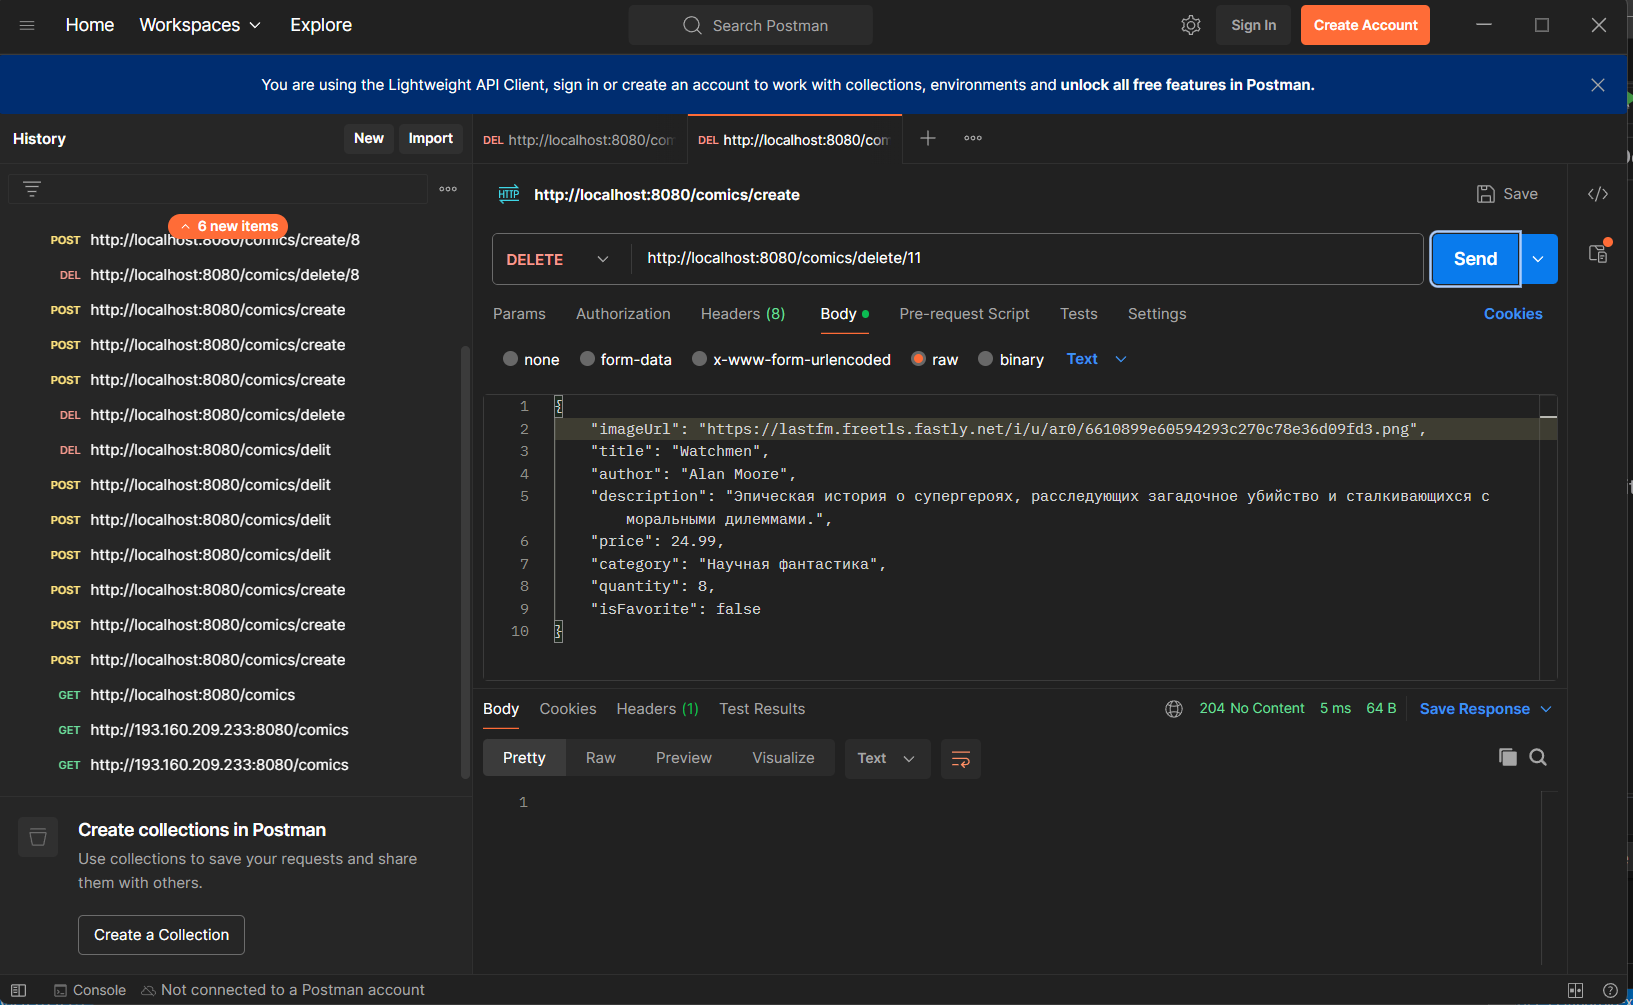 Home Workspaces Explore Search Postman Sign In Create Account
You are using the Lightweight API Client, sign in or create an account to work with collections, environments and unlock all free features in Postman.
History New Import
6 new items
POST http://localhost:8080/comics/create/8
DEL http://localhost:8080/comics/delete/8
POST http://localhost:8080/comics/create
POST http://localhost:8080/comics/create
POST http://localhost:8080/comics/create
DEL http://localhost:8080/comics/delete
DEL http://localhost:8080/comics/delit
POST http://localhost:8080/comics/delit
POST http://localhost:8080/comics/delit
POST http://localhost:8080/comics/delit
POST http://localhost:8080/comics/create
POST http://localhost:8080/comics/create
POST http://localhost:8080/comics/create
GET http://localhost:8080/comics
GET http://193.160.209.233:8080/comics
GET http://193.160.209.233:8080/comics
Create collections in Postman
Use collections to save your requests and share
them with others.
Create a Collection
DEL http://localhost:8080/com DEL http://localhost:8080/com
HTTP http://localhost:8080/comics/create Save
DELETE http://localhost:8080/comics/delete/11 Send
Params Authorization Headers (8) Body Pre-request Script Tests Settings Cookies
none form-data x-www-form-urlencoded raw binary Text
1 {
2 "imageUrl": "https://lastfm.freetls.fastly.net/i/u/ar0/6610899e60594293c270c78e36d09fd3.png",
3 "title": "Watchmen",
4 "author": "Alan Moore",
5 "description": "Эпическая история о супергероях, расследующих загадочное убийство и сталкивающихся с
моральными дилеммами.",
6 "price": 24.99,
7 "category": "Научная фантастика",
8 "quantity": 8,
9 "isFavorite": false
10 }
Body Cookies Headers (1) Test Results 204 No Content 5 ms 64 B Save Response
Pretty Raw Preview Visualize Text
1
Console Not connected to a Postman account